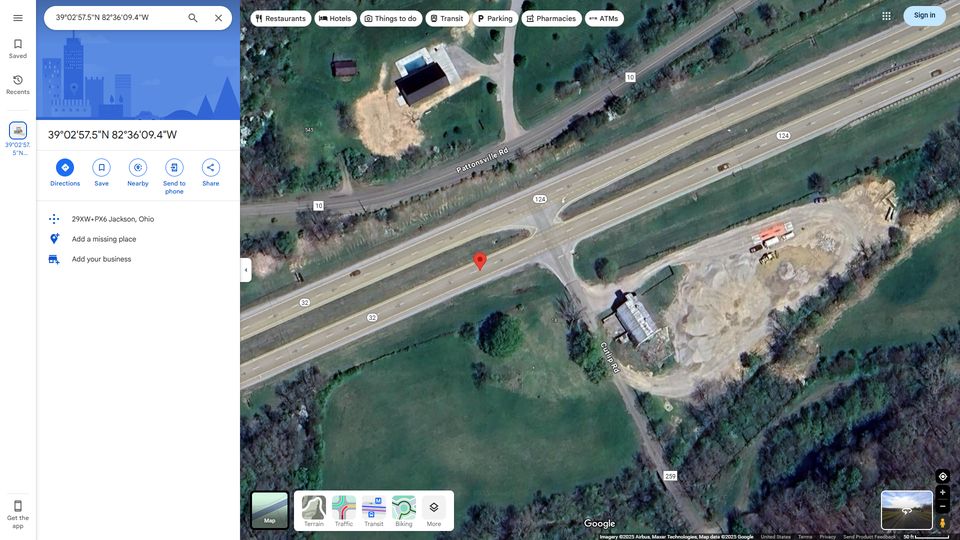 39°02'57.5"N 82°36'09.4"W
Restaurants
Hotels
Things to do
Transit
Parking
Pharmacies
ATMs
Sign in
Saved
Recents
39°02'57.
5"N...
39°02'57.5"N 82°36'09.4"W
Directions
Save
Nearby
Send to
phone
Share
29XW+PX6 Jackson, Ohio
Add a missing place
Add your business
Get the
app
10
124
545
Pattonsville Rd
124
10
32
32
Cutlip Rd
259
Map
Terrain
Traffic
Transit
Biking
More
Google
Imagery ©2025 Airbus, Maxar Technologies, Map data ©2025 Google
United States
Terms
Privacy
Send Product Feedback
50 ft